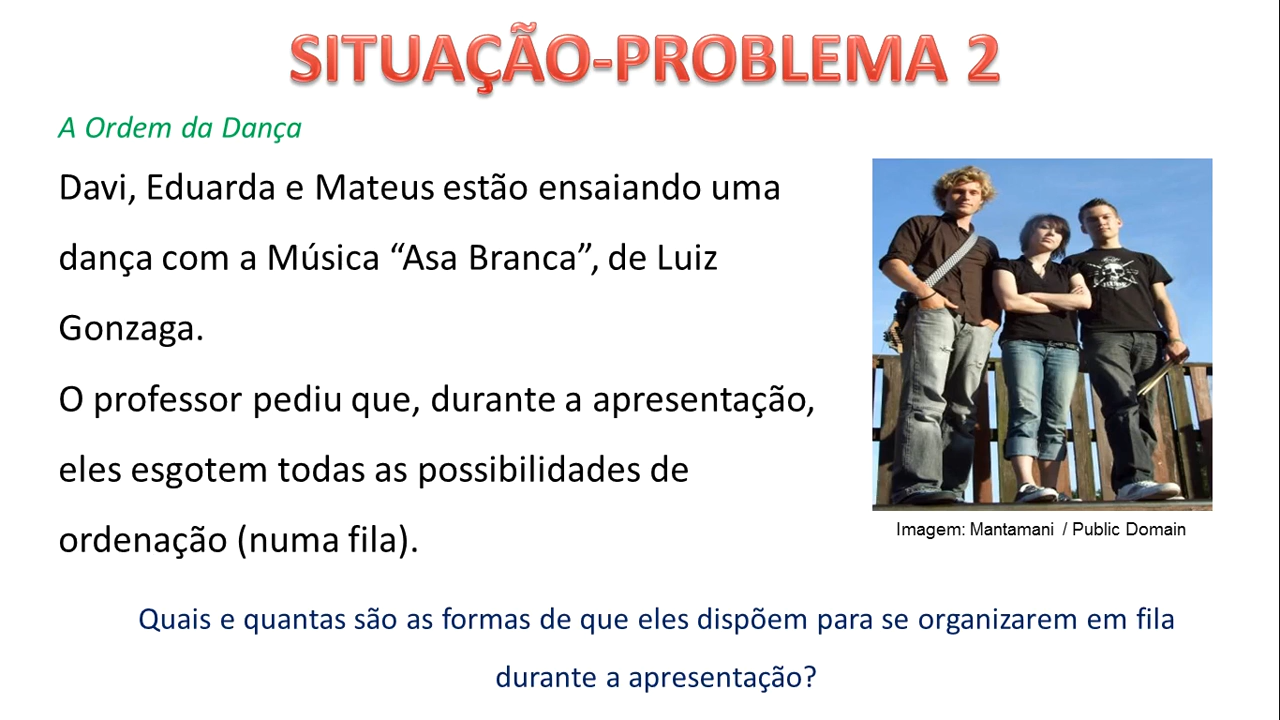 SITUAÇÃO-PROBLEMA 2
A Ordem da Dança
Davi, Eduarda e Mateus estão ensaiando uma
dança com a Música “Asa Branca”, de Luiz
Gonzaga.
O professor pediu que, durante a apresentação,
eles esgotem todas as possibilidades de
ordenação (numa fila).
Imagem: Mantamani / Public Domain
Quais e quantas são as formas de que eles dispõem para se organizarem em fila
durante a apresentação?